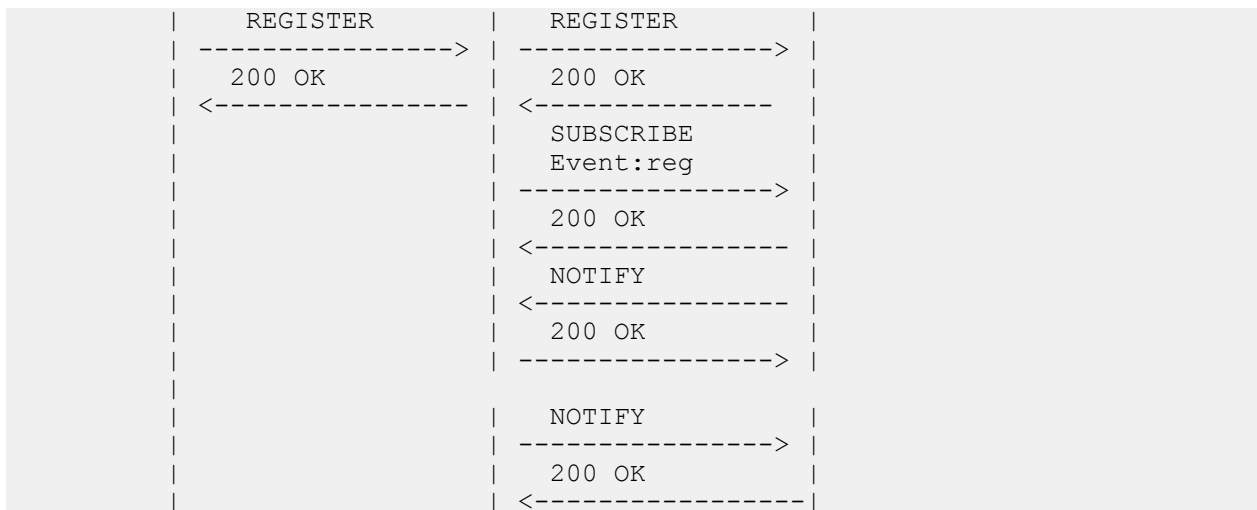 | REGISTER | REGISTER |
| ----------------> | ----------------> |
| 200 OK | 200 OK |
| <---------------- | <--------------- |
| | SUBSCRIBE
| | Event:reg |
| | ----------------> |
| | 200 OK |
| | <---------------- |
| | NOTIFY |
| | <---------------- |
| | 200 OK |
| | ----------------> |
|
| | NOTIFY |
| | ----------------> |
| | 200 OK |
| | <-----------------|